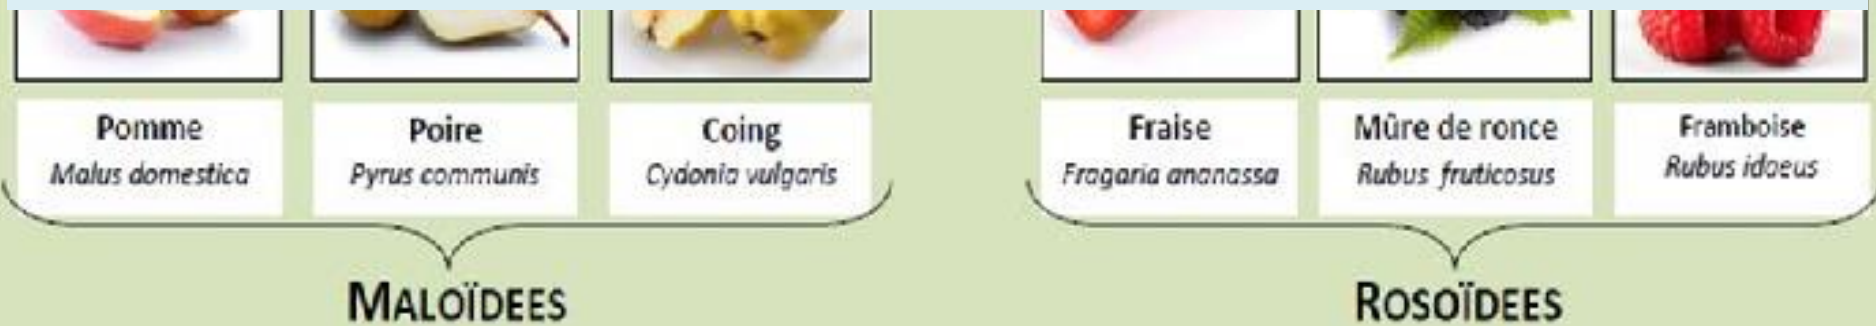 Pomme
Malus domestica
Poire
Pyrus communis
Coing
Cydonia vulgaris
MALOÏDEES
Fraise
Fragaria ananassa
Mûre de ronce
Rubus fruticosus
Framboise
Rubus idaeus
ROSOÏDEES